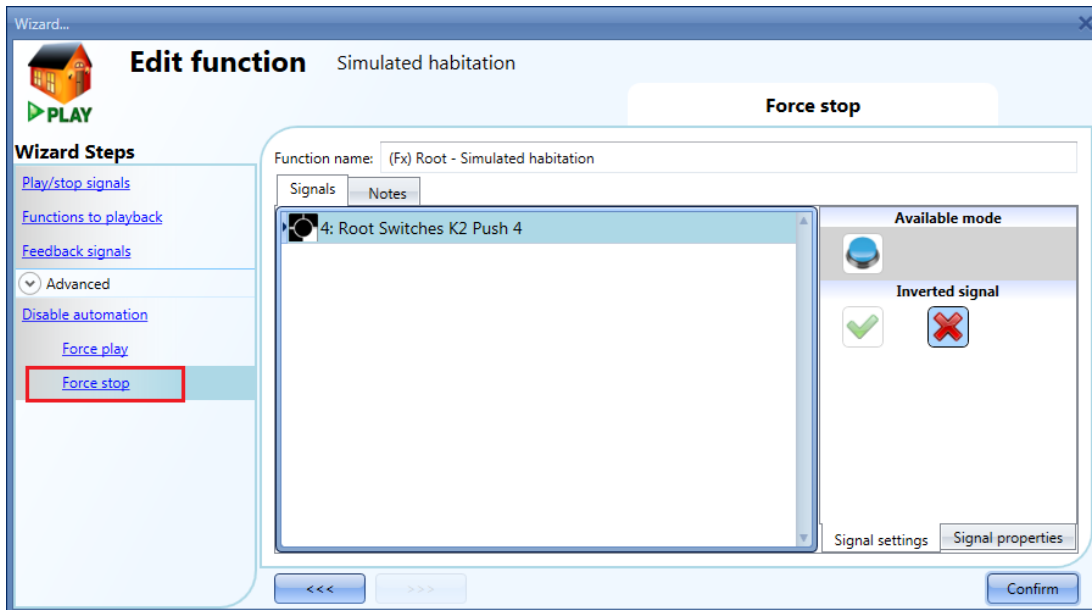 Wizard...
Edit function Simulated habitation
PLAY
Force stop
Wizard Steps
Play/stop signals
Functions to playback
Feedback signals
Advanced
Disable automation
Force play
Force stop
Function name: (Fx) Root - Simulated habitation
Signals Notes
4: Root Switches K2 Push 4
Available mode
Inverted signal
Signal settings Signal properties
<<< >>> Confirm